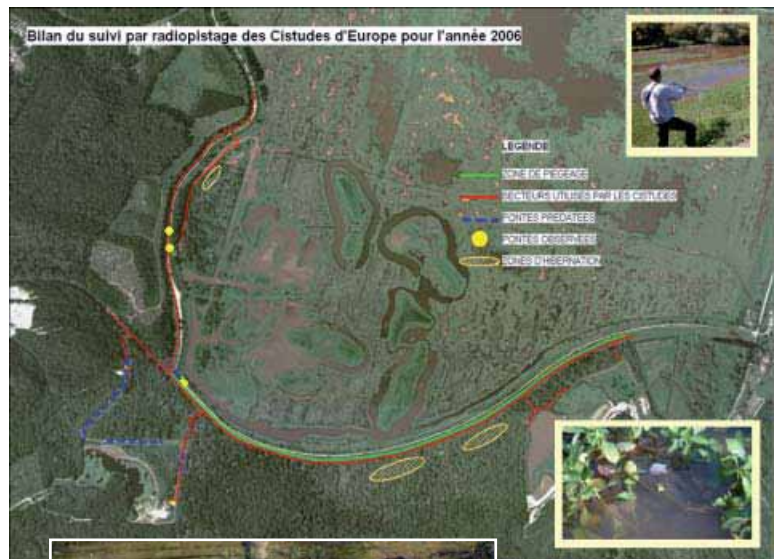 Bilan du suivi par radiopistage des Cistudes d'Europe pour l'année 2006
LEGENDE
ZONE DE PIEGEAGE
SECTEURS UTILISES PAR LES CISTUDES
PONTES PREDATEES
PONTES OBSERVEES
ZONES D'HIBERNATION